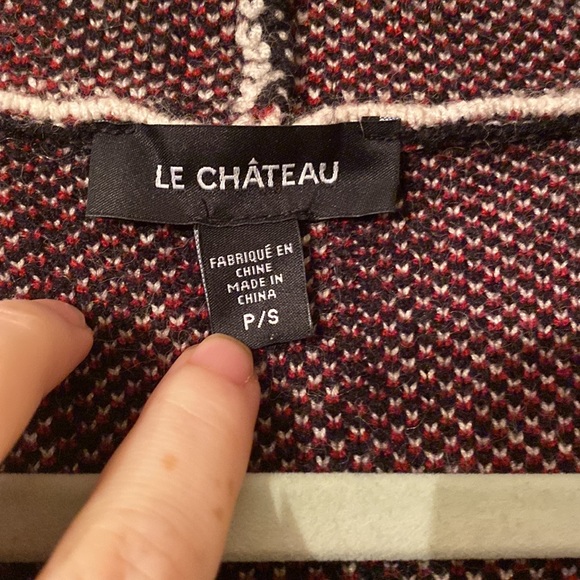 LE CHÂTEAU
FABRIQUÉ EN
CHINE
MADE IN
CHINA
P/S